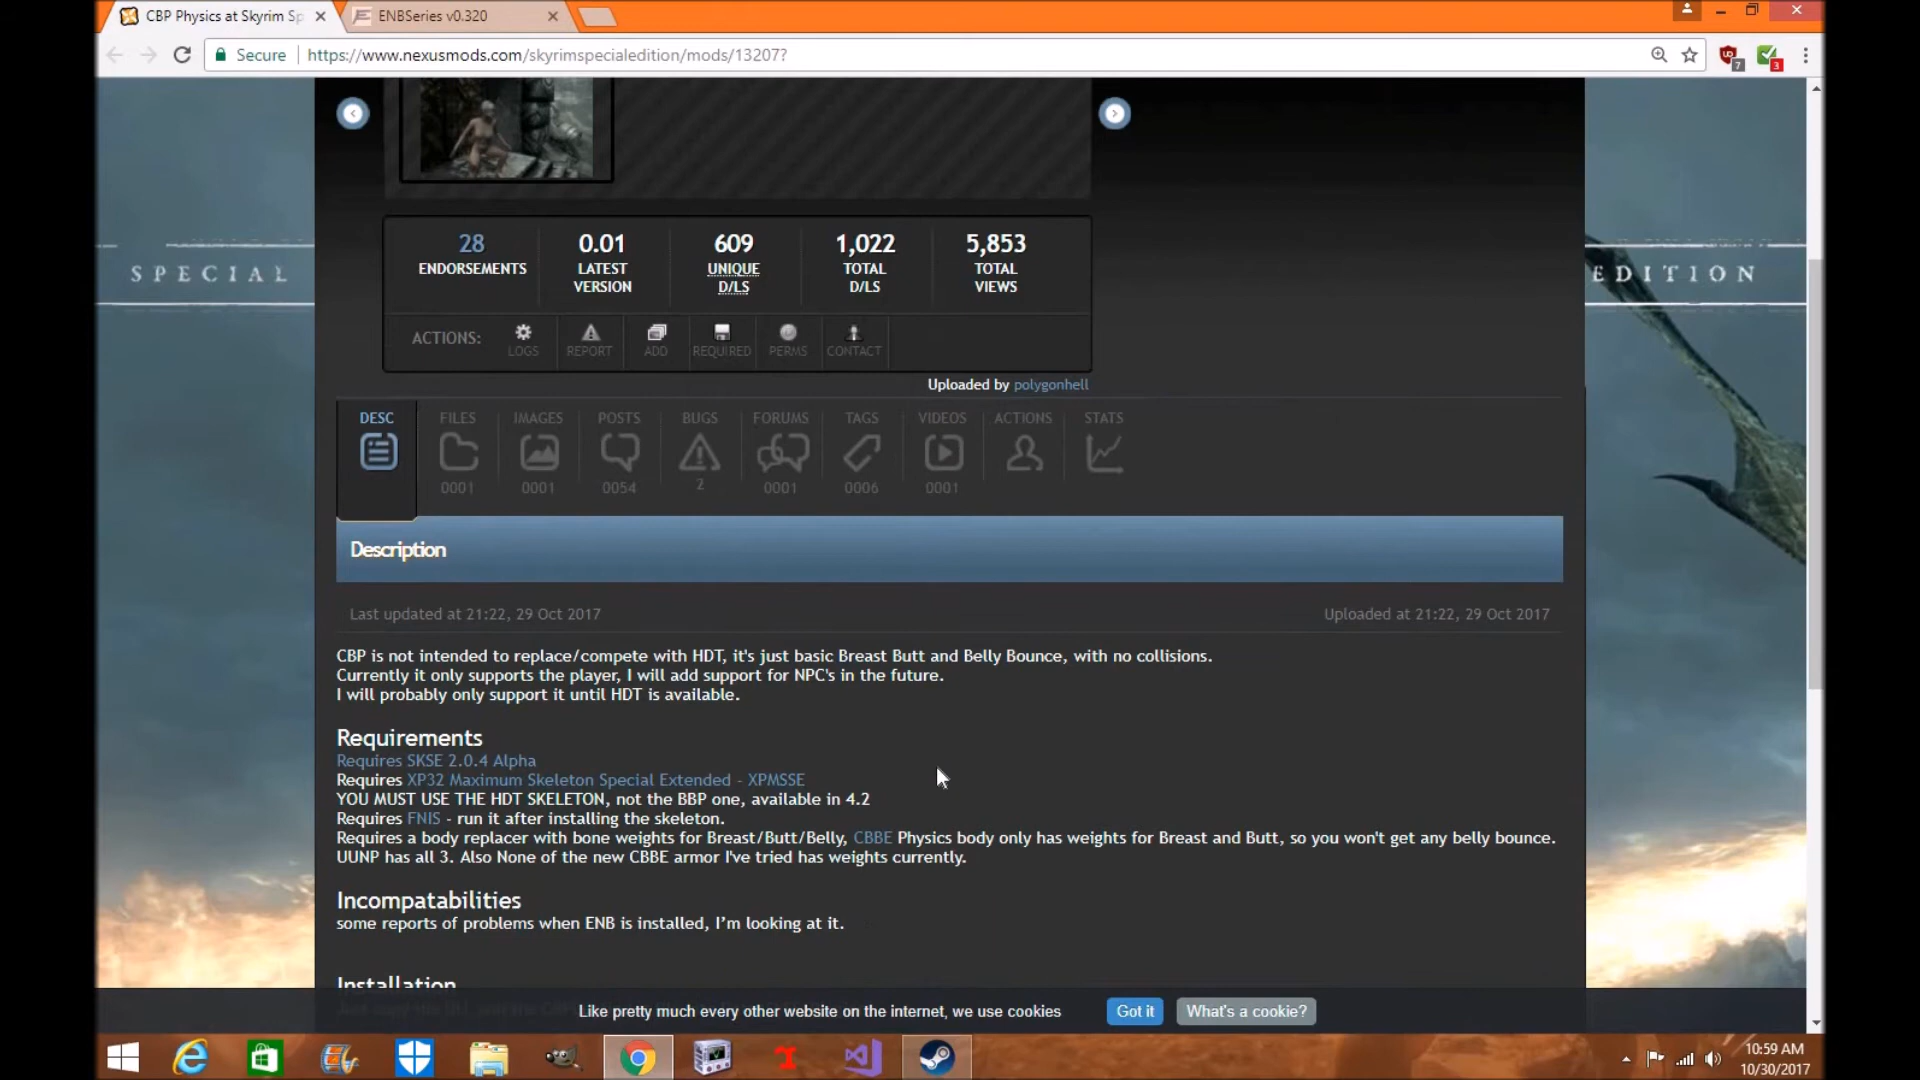 CBP Physics at Skyrim Sp
ENBSeries v0.320
Secure
https://www.nexusmods.com/skyrimspecialedition/mods/13207?
7
3
SPECIAL
EDITION
28
ENDORSEMENTS
0.01
LATEST
VERSION
609
UNIQUE
D/LS
1,022
TOTAL
D/LS
5,853
TOTAL
VIEWS
ACTIONS:
LOGS
REPORT
ADD
REQUIRED
PERMS
CONTACT
Uploaded by polygonhell
DESC
FILES
0001
IMAGES
0001
POSTS
0054
BUGS
2
FORUMS
0001
TAGS
0006
VIDEOS
0001
ACTIONS
STATS
Description
Last updated at 21:22, 29 Oct 2017
Uploaded at 21:22, 29 Oct 2017
CBP is not intended to replace/compete with HDT, it's just basic Breast Butt and Belly Bounce, with no collisions.
Currently it only supports the player, I will add support for NPC's in the future.
I will probably only support it until HDT is available.
Requirements
Requires SKSE 2.0.4 Alpha
Requires XP32 Maximum Skeleton Special Extended - XPMSSE
YOU MUST USE THE HDT SKELETON, not the BBP one, available in 4.2
Requires FNIS - run it after installing the skeleton.
Requires a body replacer with bone weights for Breast/Butt/Belly, CBBE Physics body only has weights for Breast and Butt, so you won't get any belly bounce.
UUNP has all 3. Also None of the new CBBE armor I've tried has weights currently.
Incompatabilities
some reports of problems when ENB is installed, I'm looking at it.
Installation
Like pretty much every other website on the internet, we use cookies
Got it
What's a cookie?
10:59 AM
10/30/2017